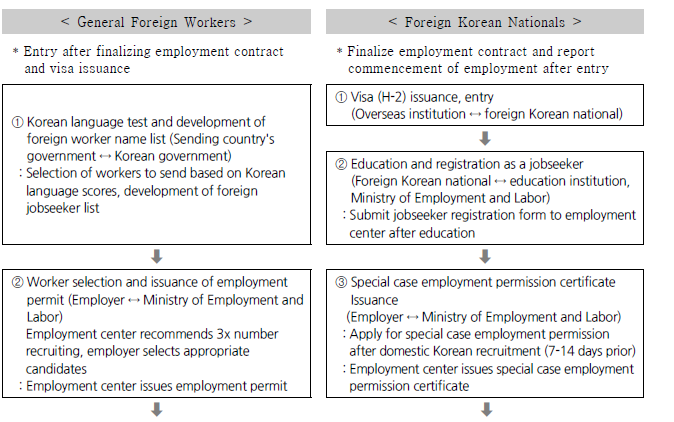 < General Foreign Workers >
* Entry after finalizing employment contract
and visa issuance
① Korean language test and development of
foreign worker name list (Sending country's
government ↔ Korean government)
: Selection of workers to send based on Korean
language scores, development of foreign
jobseeker list
② Worker selection and issuance of employment
permit (Employer ↔ Ministry of Employment and
Labor)
Employment center recommends 3x number
recruiting, employer selects appropriate
candidates
: Employment center issues employment permit
< Foreign Korean Nationals >
* Finalize employment contract and report
commencement of employment after entry
① Visa (H-2) issuance, entry
(Overseas institution ↔ foreign Korean national)
② Education and registration as a jobseeker
(Foreign Korean national ↔ education institution,
Ministry of Employment and Labor)
: Submit jobseeker registration form to employment
center after education
③ Special case employment permission certificate
Issuance
(Employer ↔ Ministry of Employment and Labor)
: Apply for special case employment permission
after domestic Korean recruitment (7-14 days prior)
: Employment center issues special case employment
permission certificate